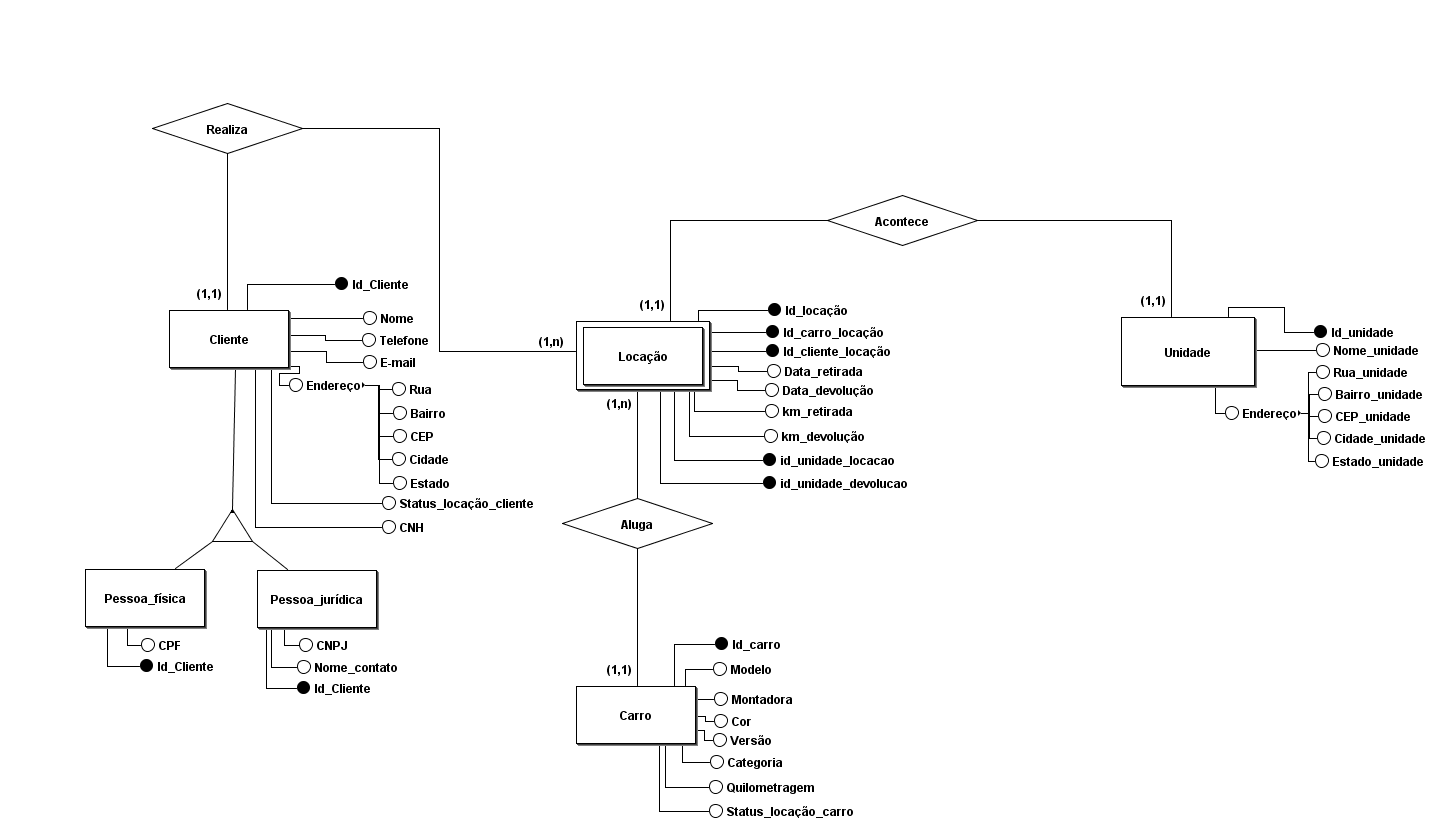 Realiza
(1,1)
(1,n)
Cliente
Id_Cliente
Nome
Telefone
E-mail
Endereço
Rua
Bairro
CEP
Cidade
Estado
Status_locação_cliente
CNH
Pessoa_física
CPF
Id_Cliente
Pessoa_jurídica
CNPJ
Nome_contato
Id_Cliente
Acontece
(1,1)
(1,1)
Locação
Id_locação
Id_carro_locação
Id_cliente_locação
Data_retirada
Data_devolução
km_retirada
km_devolução
id_unidade_locacao
id_unidade_devolucao
Unidade
Id_unidade
Nome_unidade
Endereço
Rua_unidade
Bairro_unidade
CEP_unidade
Cidade_unidade
Estado_unidade
(1,n)
Aluga
(1,1)
Carro
Id_carro
Modelo
Montadora
Cor
Versão
Categoria
Quilometragem
Status_locação_carro